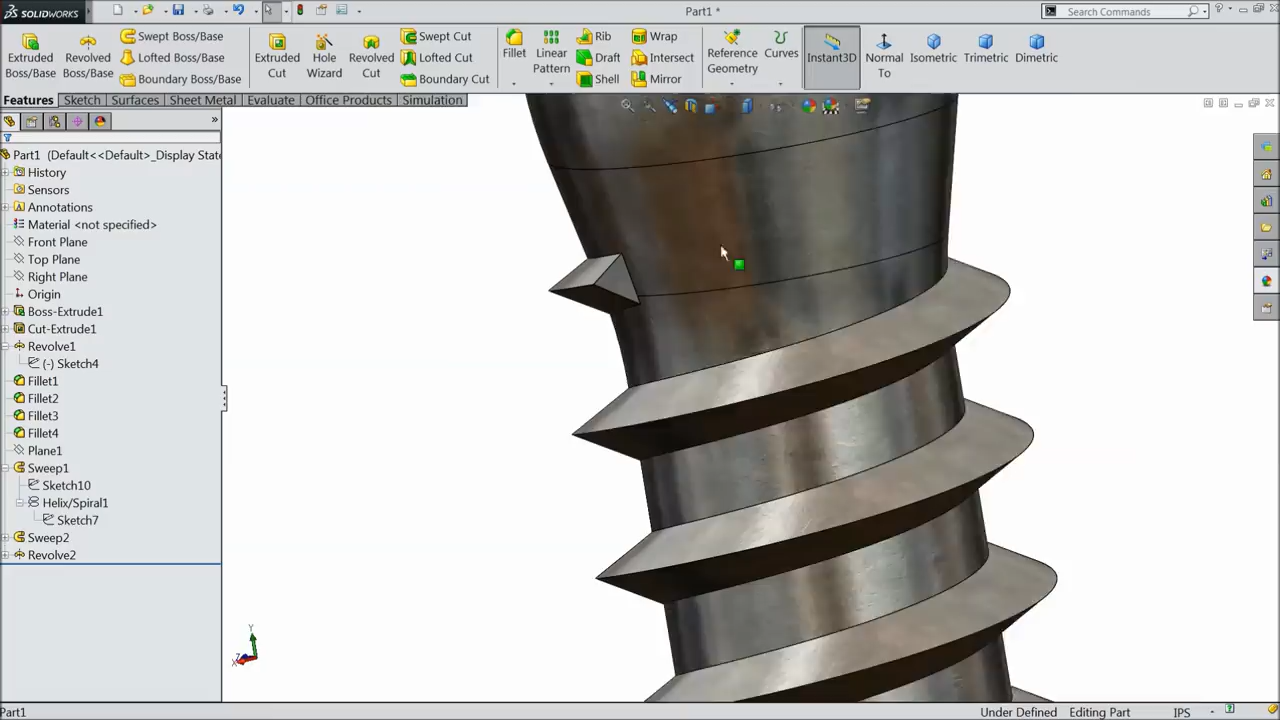 SOLIDWORKS
Part1 *
Search Commands
Extruded Boss/Base
Revolved Boss/Base
Swept Boss/Base
Lofted Boss/Base
Boundary Boss/Base
Extruded Cut
Hole Wizard
Revolved Cut
Swept Cut
Lofted Cut
Boundary Cut
Fillet
Linear Pattern
Rib
Draft
Shell
Wrap
Intersect
Mirror
Reference Geometry
Curves
Instant3D
Normal To
Isometric
Trimetric
Dimetric
Features
Sketch
Surfaces
Sheet Metal
Evaluate
Office Products
Simulation
»
Part1 (Default<<Default>_Display State
History
Sensors
Annotations
Material <not specified>
Front Plane
Top Plane
Right Plane
Origin
Boss-Extrude1
Cut-Extrude1
Revolve1
(-) Sketch4
Fillet1
Fillet2
Fillet3
Fillet4
Plane1
Sweep1
Sketch10
Helix/Spiral1
Sketch7
Sweep2
Revolve2
Y
Z
X
Part1
Under Defined
Editing Part
IPS